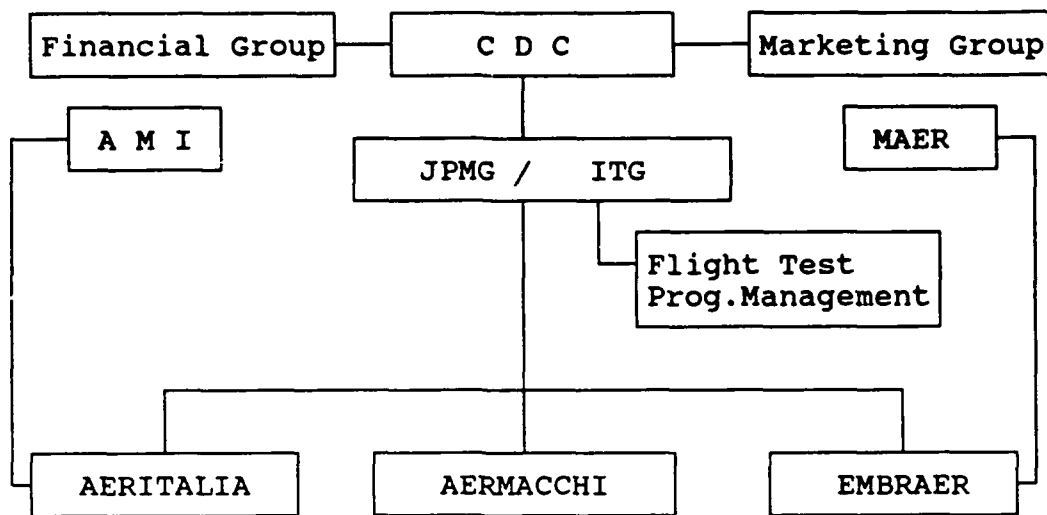 Financial Group
C D C
Marketing Group
A M I
MAER
JPMG / ITG
Flight Test
Prog.Management
AERITALIA
AERMACCHI
EMBRAER